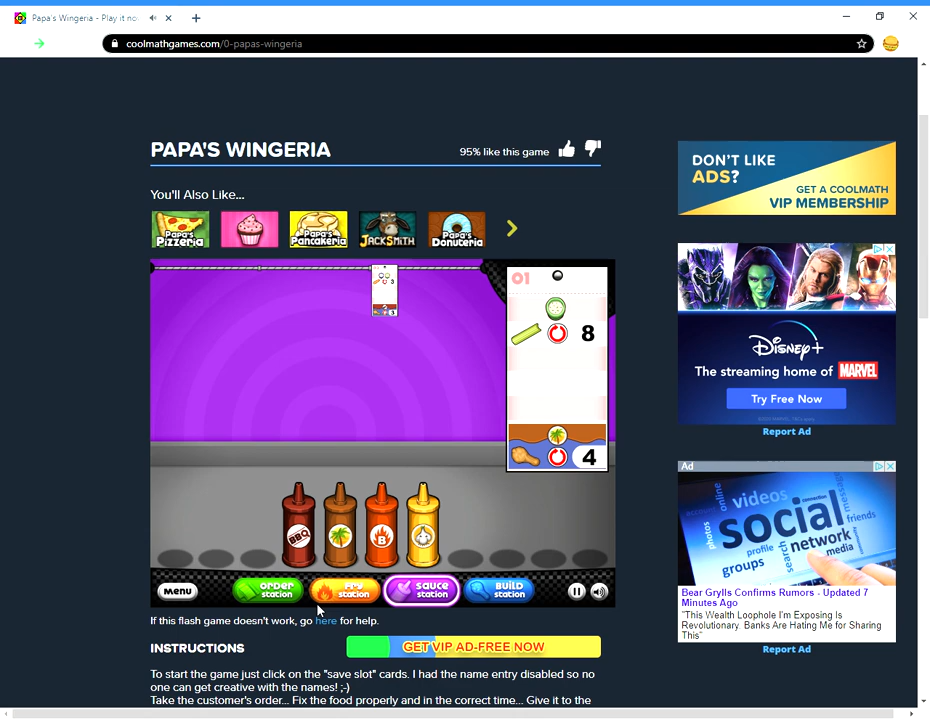 Papa's Wingeria - Play it no
coolmathgames.com/0-papas-wingeria
PAPA'S WINGERIA
95% like this game
You'll Also Like...
Papa's Pizzeria
Papa's Pancakeria
JACKSMITH
Papa's Donuteria
01
8
4
3
3
BBQ
B
MENU
ORDER STATION
FRY STATION
SAUCE STATION
BUILD STATION
If this flash game doesn't work, go here for help.
INSTRUCTIONS
GET VIP AD-FREE NOW
To start the game just click on the "save slot" cards. I had the name entry disabled so no
one can get creative with the names! ;-)
Take the customer's order... Fix the food properly and in the correct time... Give it to the
DON'T LIKE
ADS?
GET A COOLMATH
VIP MEMBERSHIP
Disney+
The streaming home of MARVEL
Try Free Now
Report Ad
Ad
online
videos
connection
messages
photos
social
friends
profile
network
groups
search
media
Bear Grylls Confirms Rumors - Updated 7
Minutes Ago
"This Wealth Loophole I'm Exposing Is
Revolutionary. Banks Are Hating Me for Sharing
This"
Report Ad